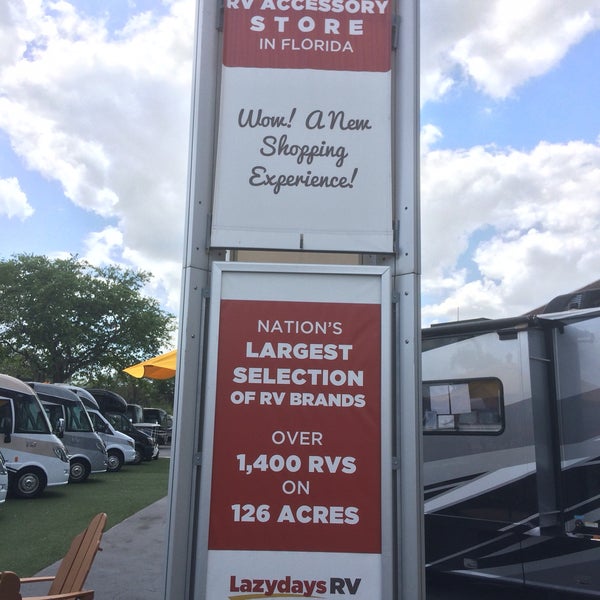 RV ACCESSORY
STORE
IN FLORIDA
Wow! A New
Shopping
Experience!
NATION'S
LARGEST
SELECTION
OF RV BRANDS
OVER
1,400 RVS
ON
126 ACRES
Lazydays RV